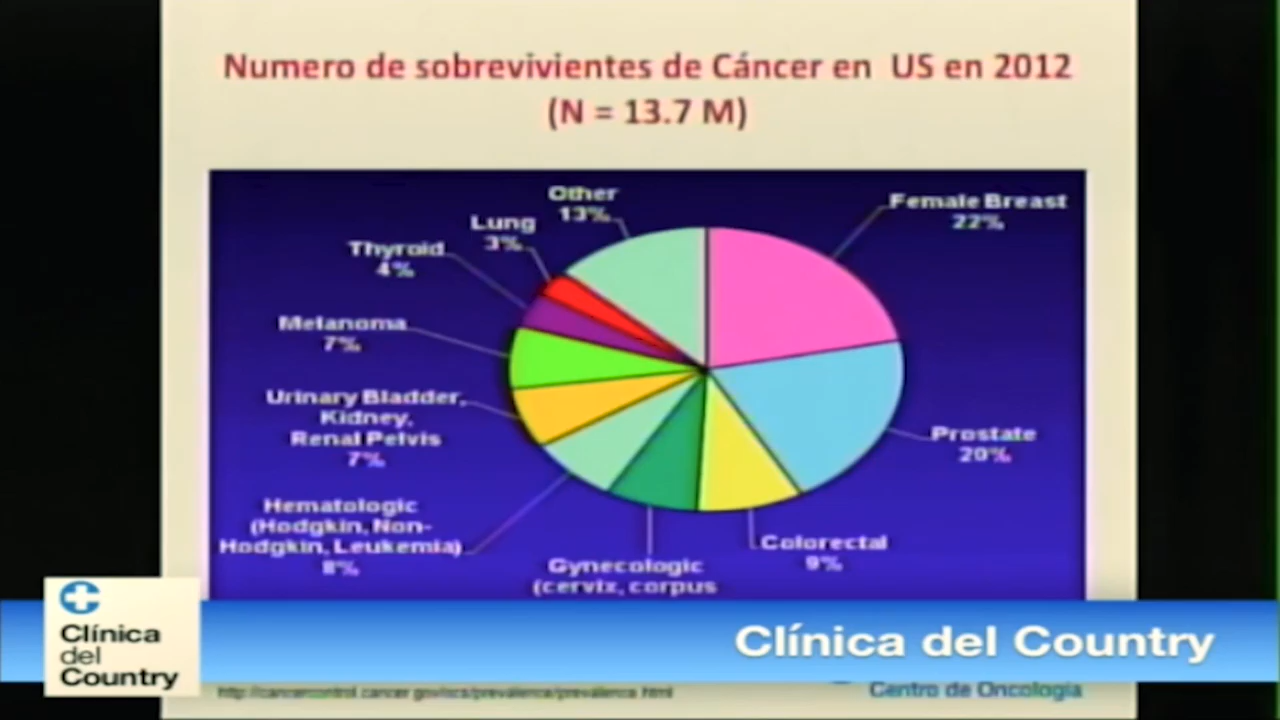 Numero de sobrevivientes de Cáncer en US en 2012
(N = 13.7 M)
Other
13%
Female Breast
22%
Lung
3%
Thyroid
4%
Melanoma
7%
Urinary Bladder,
Kidney,
Renal Pelvis
7%
Prostate
20%
Hematologic
(Hodgkin, Non-
Hodgkin, Leukemia)
8%
Colorectal
9%
Gynecologic
(cervix, corpus
Clínica
del
Country
Clínica del Country
Centro de Oncología